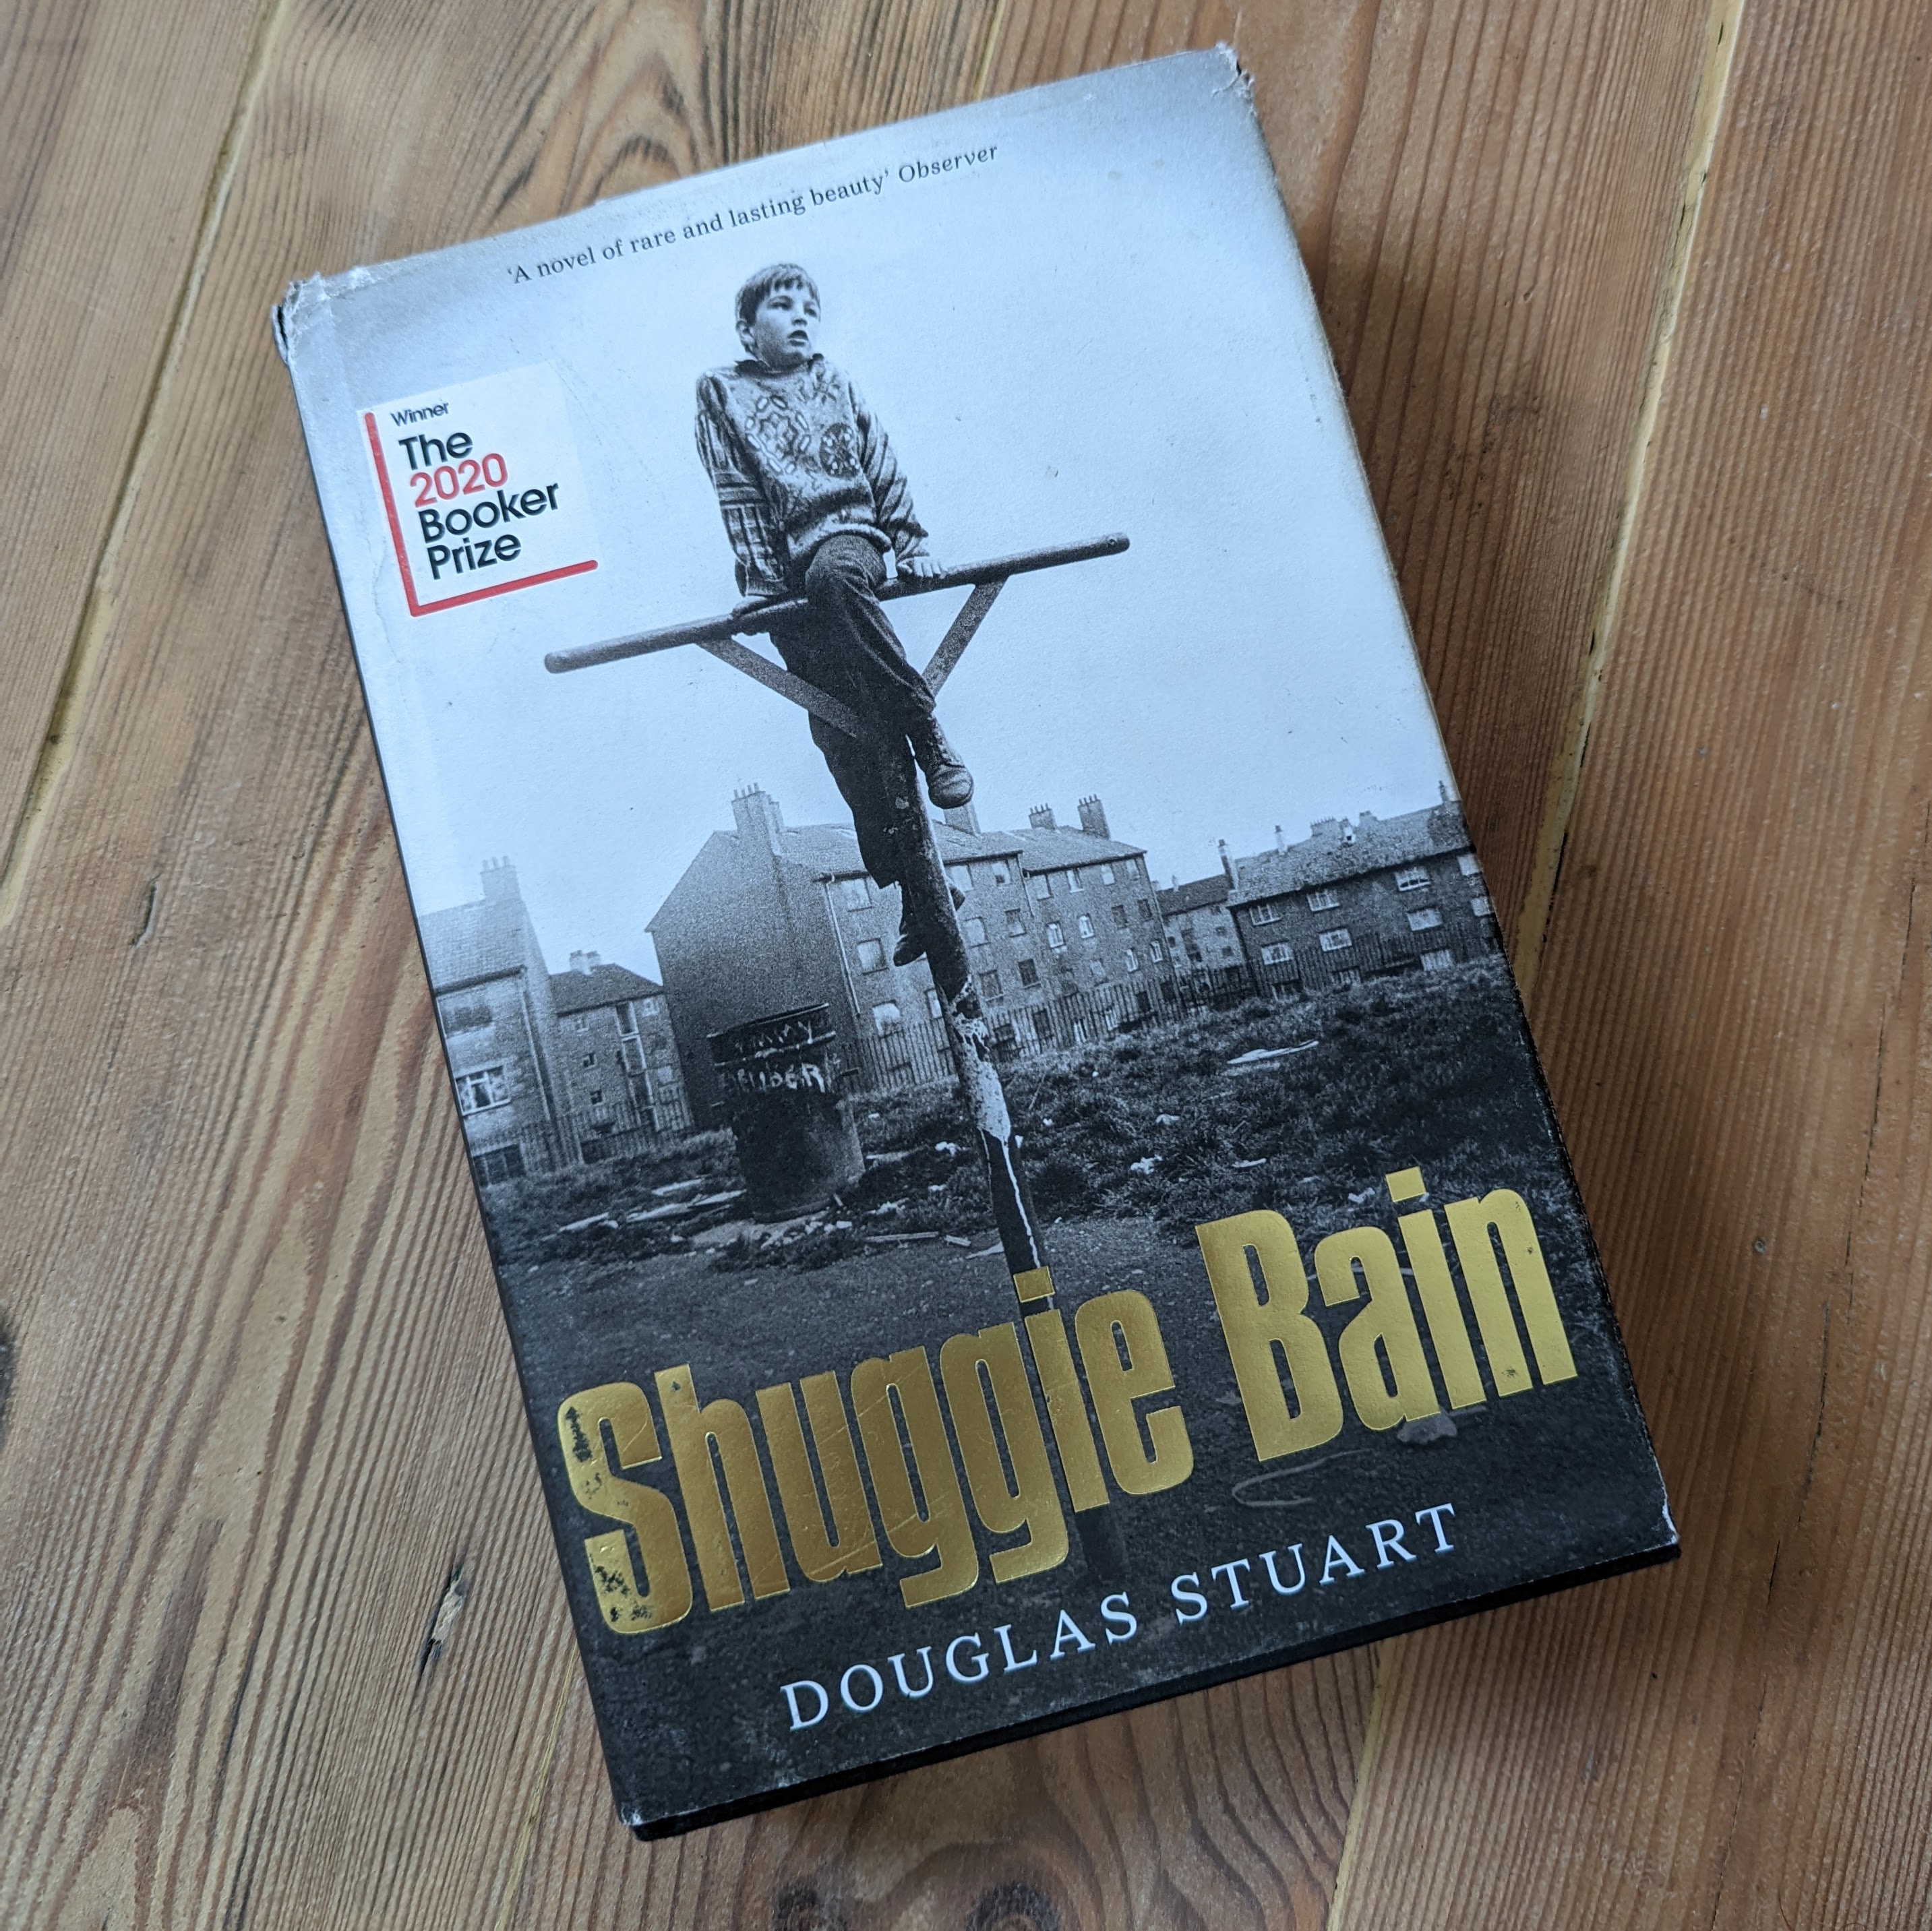 ‘A novel of rare and lasting beauty’ Observer
Winner
The
2020
Booker
Prize
Shuggie Bain
DOUGLAS STUART